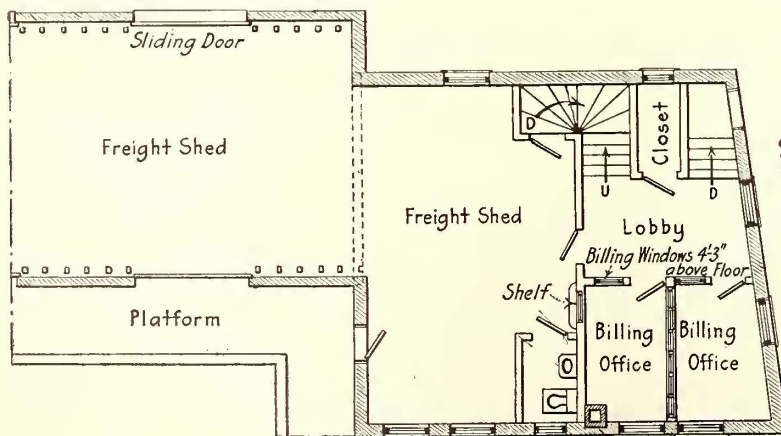 Sliding Door
Freight Shed
D
Closet
U
D
Freight Shed
Lobby
Billing Windows 4'-3"
above Floor
Shelf
Platform
Billing
Office
Billing
Office